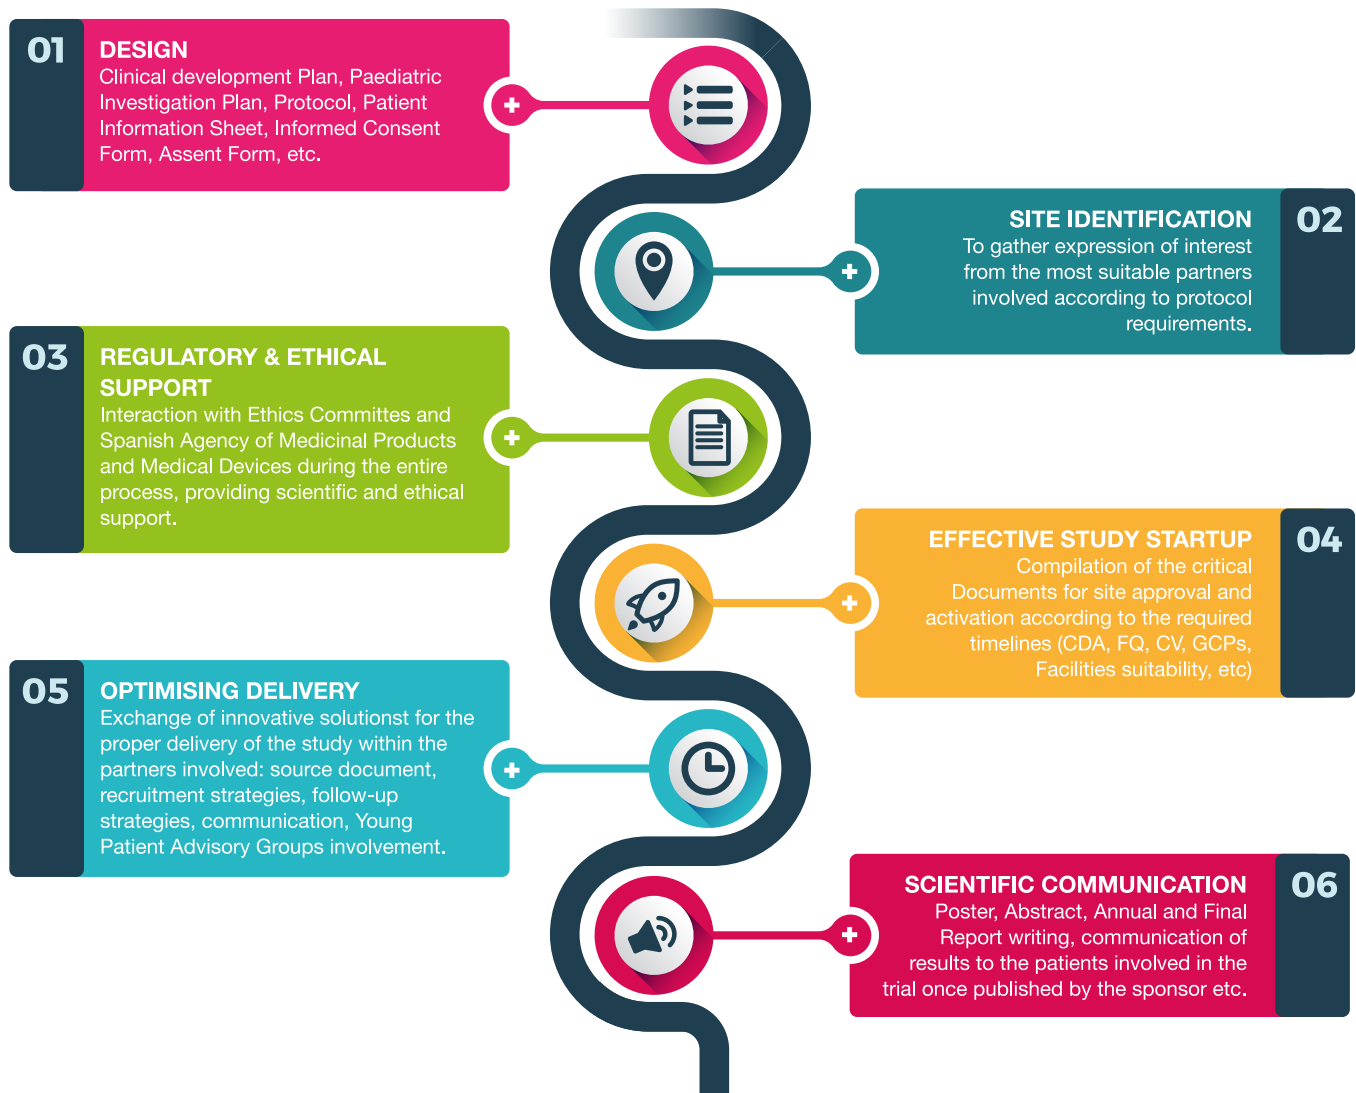 01
DESIGN
Clinical development Plan, Paediatric
Investigation Plan, Protocol, Patient
Information Sheet, Informed Consent
Form, Assent Form, etc.
02
SITE IDENTIFICATION
To gather expression of interest
from the most suitable partners
involved according to protocol
requirements.
03
REGULATORY & ETHICAL
SUPPORT
Interaction with Ethics Committes and
Spanish Agency of Medicinal Products
and Medical Devices during the entire
process, providing scientific and ethical
support.
04
EFFECTIVE STUDY STARTUP
Compilation of the critical
Documents for site approval and
activation according to the required
timelines (CDA, FQ, CV, GCPs,
Facilities suitability, etc)
05
OPTIMISING DELIVERY
Exchange of innovative solutionst for the
proper delivery of the study within the
partners involved: source document,
recruitment strategies, follow-up
strategies, communication, Young
Patient Advisory Groups involvement.
06
SCIENTIFIC COMMUNICATION
Poster, Abstract, Annual and Final
Report writing, communication of
results to the patients involved in the
trial once published by the sponsor etc.